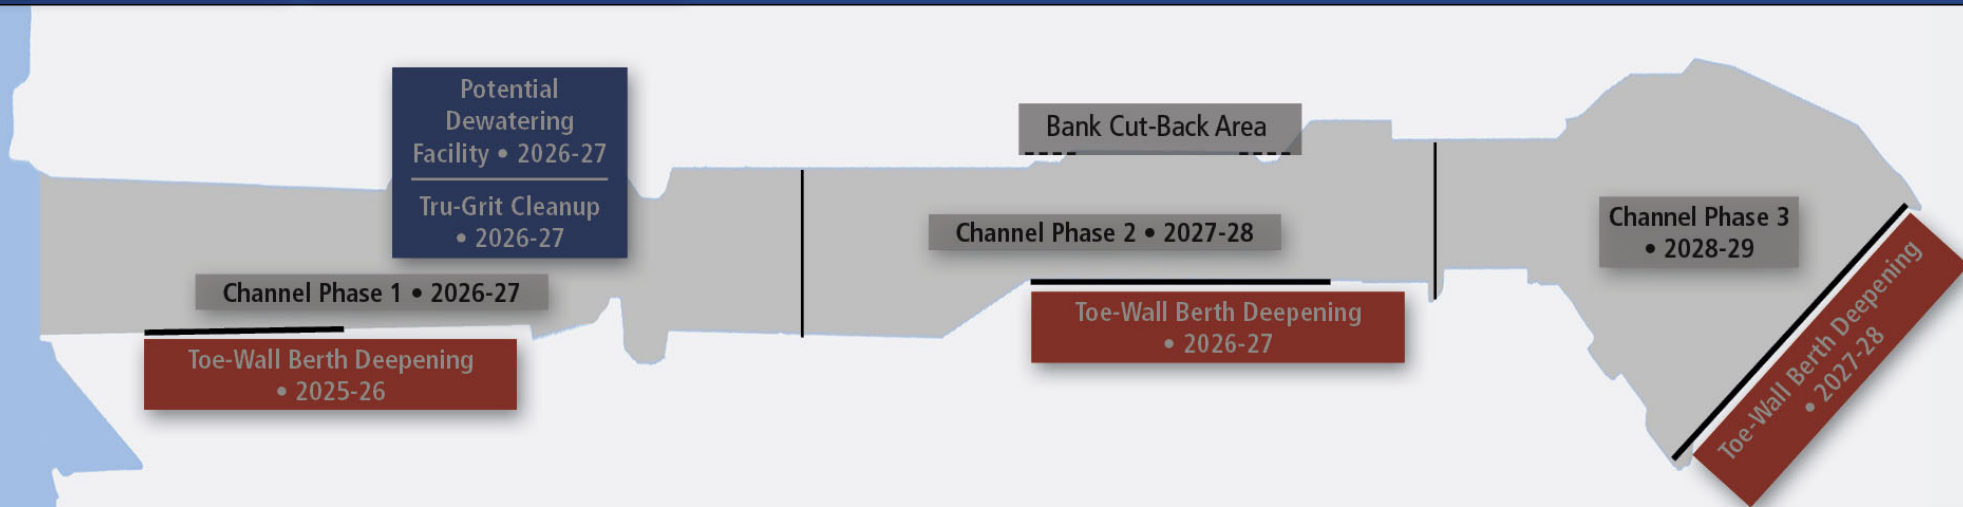 Potential
Dewatering
Facility • 2026-27
Tru-Grit Cleanup
• 2026-27
Bank Cut-Back Area
Channel Phase 1 • 2026-27
Channel Phase 2 • 2027-28
Channel Phase 3
• 2028-29
Toe-Wall Berth Deepening
• 2025-26
Toe-Wall Berth Deepening
• 2026-27
Toe-Wall Berth Deepening
• 2027-28